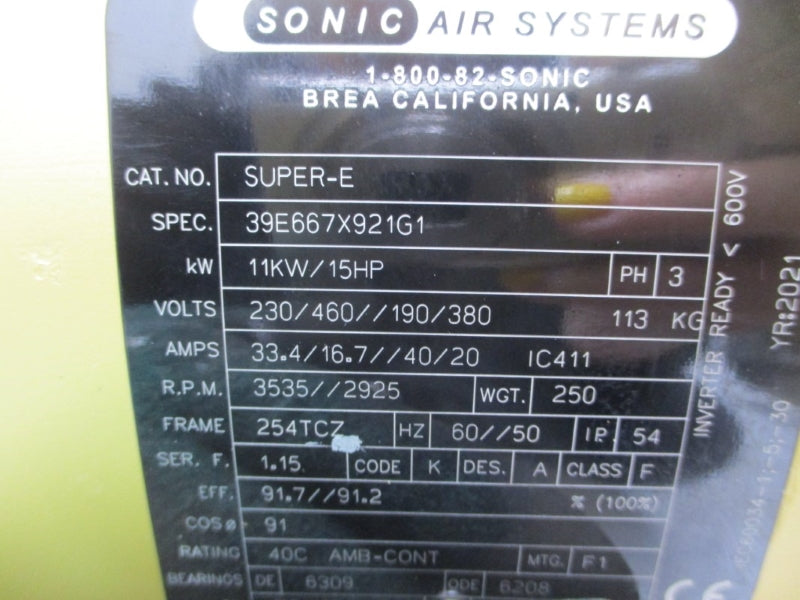 SONIC AIR SYSTEMS
1-800-82-SONIC
BREA CALIFORNIA, USA
CAT. NO. SUPER-E
SPEC. 39E667X921G1
kW 11KW/15HP PH 3
VOLTS 230/460//190/380 113 KG
AMPS 33.4/16.7//40/20 IC411
R.P.M. 3535//2925 WGT. 250
FRAME 254TCZ HZ 60//50 IP. 54
SER. F. 1.15 CODE K DES. A CLASS F
EFF. 91.7//91.2 % (100%)
COSø 91
RATING 40C AMB-CONT MTG. F1
BEARINGS DE 6309 ODE 6208
CE
INVERTER READY < 600V
YR:2021